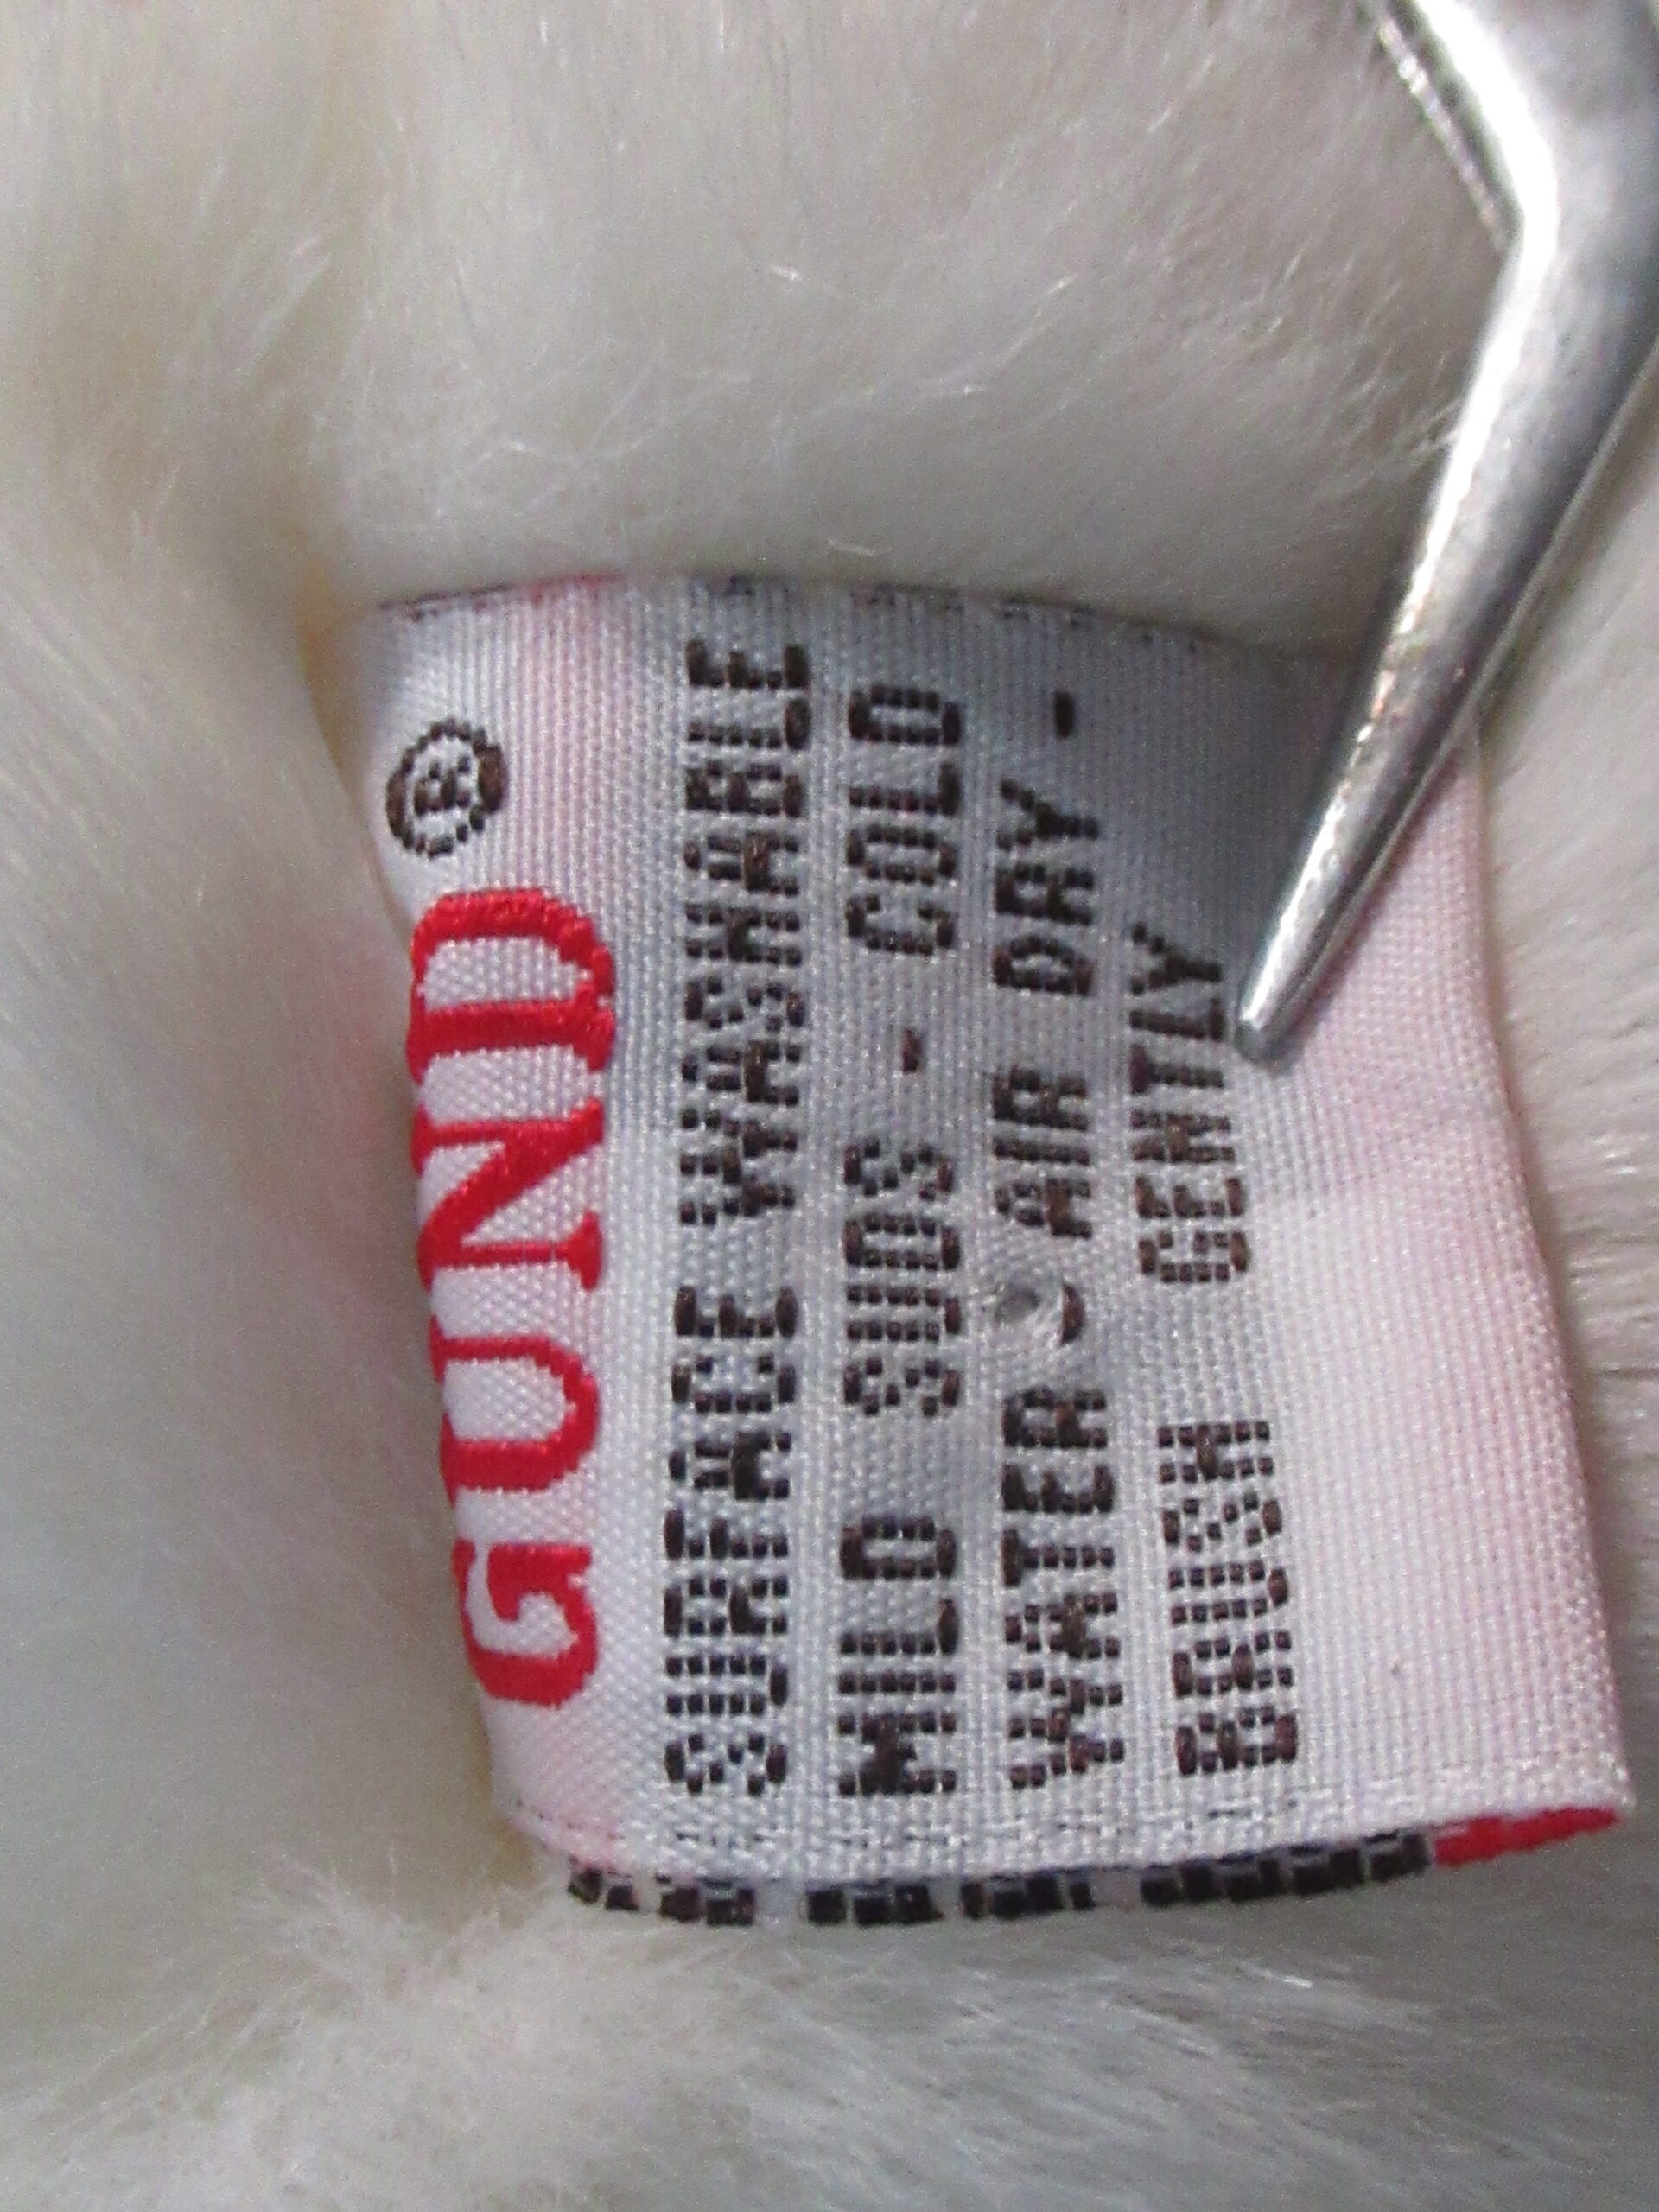 GUND ®
SURFACE WASHABLE
MILD SUDS - COLD
WATER - AIR DRY -
BRUSH GENTLY